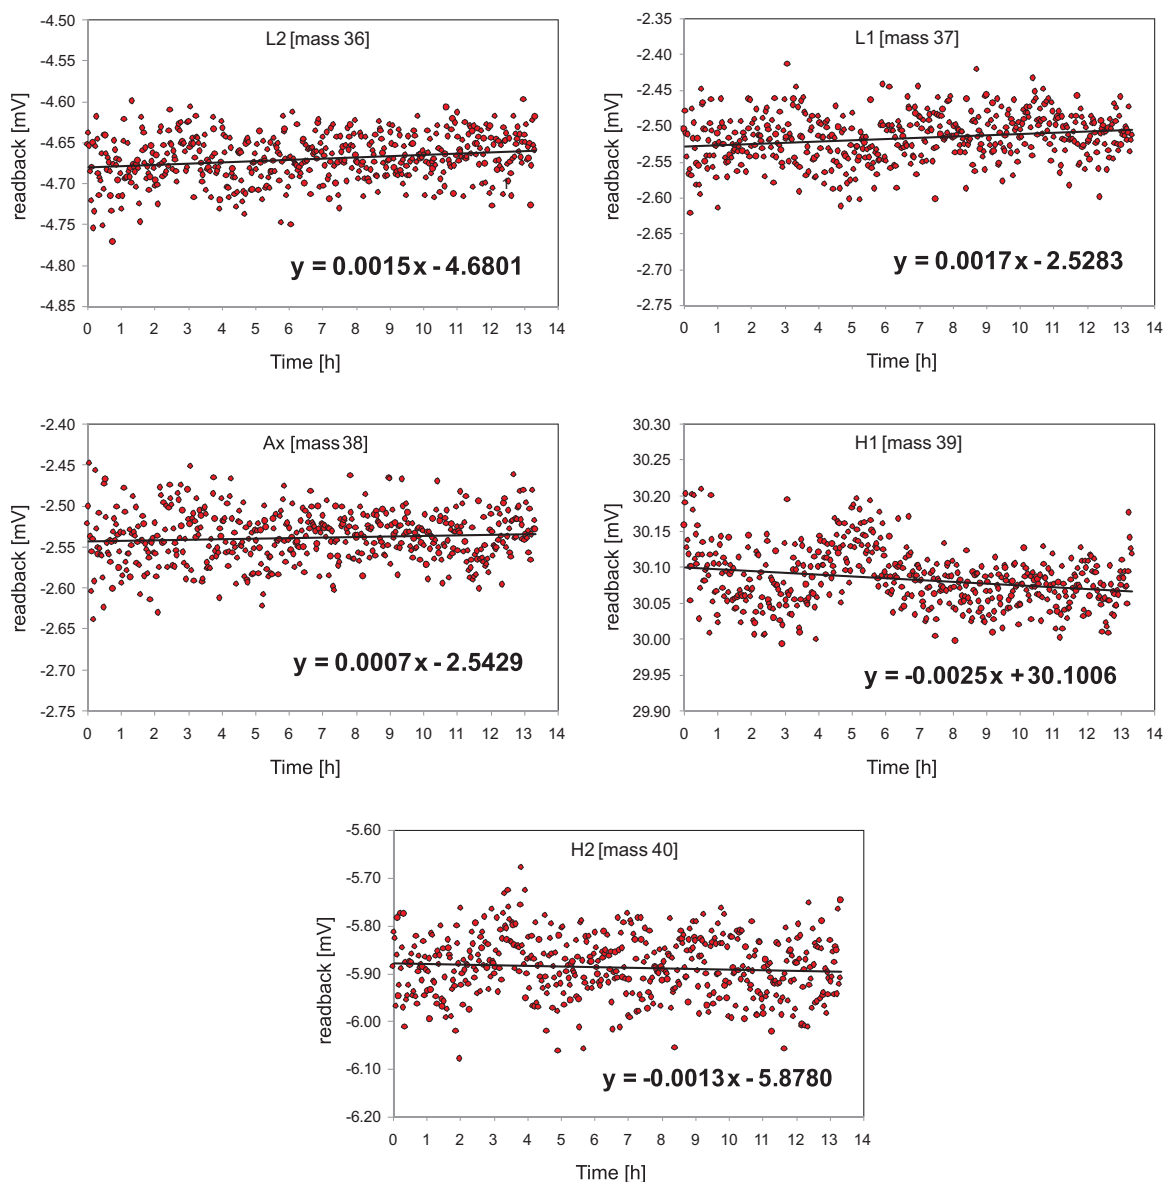 L2 [mass 36]
readback [mV]
-4.50
-4.55
-4.60
-4.65
-4.70
-4.75
-4.80
-4.85
y = 0.0015x - 4.6801
0 1 2 3 4 5 6 7 8 9 10 11 12 13 14
Time [h]
L1 [mass 37]
readback [mV]
-2.35
-2.40
-2.45
-2.50
-2.55
-2.60
-2.65
-2.70
-2.75
y = 0.0017x - 2.5283
0 1 2 3 4 5 6 7 8 9 10 11 12 13 14
Time [h]
Ax [mass 38]
readback [mV]
-2.40
-2.45
-2.50
-2.55
-2.60
-2.65
-2.70
-2.75
y = 0.0007x - 2.5429
0 1 2 3 4 5 6 7 8 9 10 11 12 13 14
Time [h]
H1 [mass 39]
readback [mV]
30.30
30.25
30.20
30.15
30.10
30.05
30.00
29.95
29.90
y = -0.0025x + 30.1006
0 1 2 3 4 5 6 7 8 9 10 11 12 13 14
Time [h]
H2 [mass 40]
readback [mV]
-5.60
-5.70
-5.80
-5.90
-6.00
-6.10
-6.20
y = -0.0013x - 5.8780
0 1 2 3 4 5 6 7 8 9 10 11 12 13 14
Time [h]